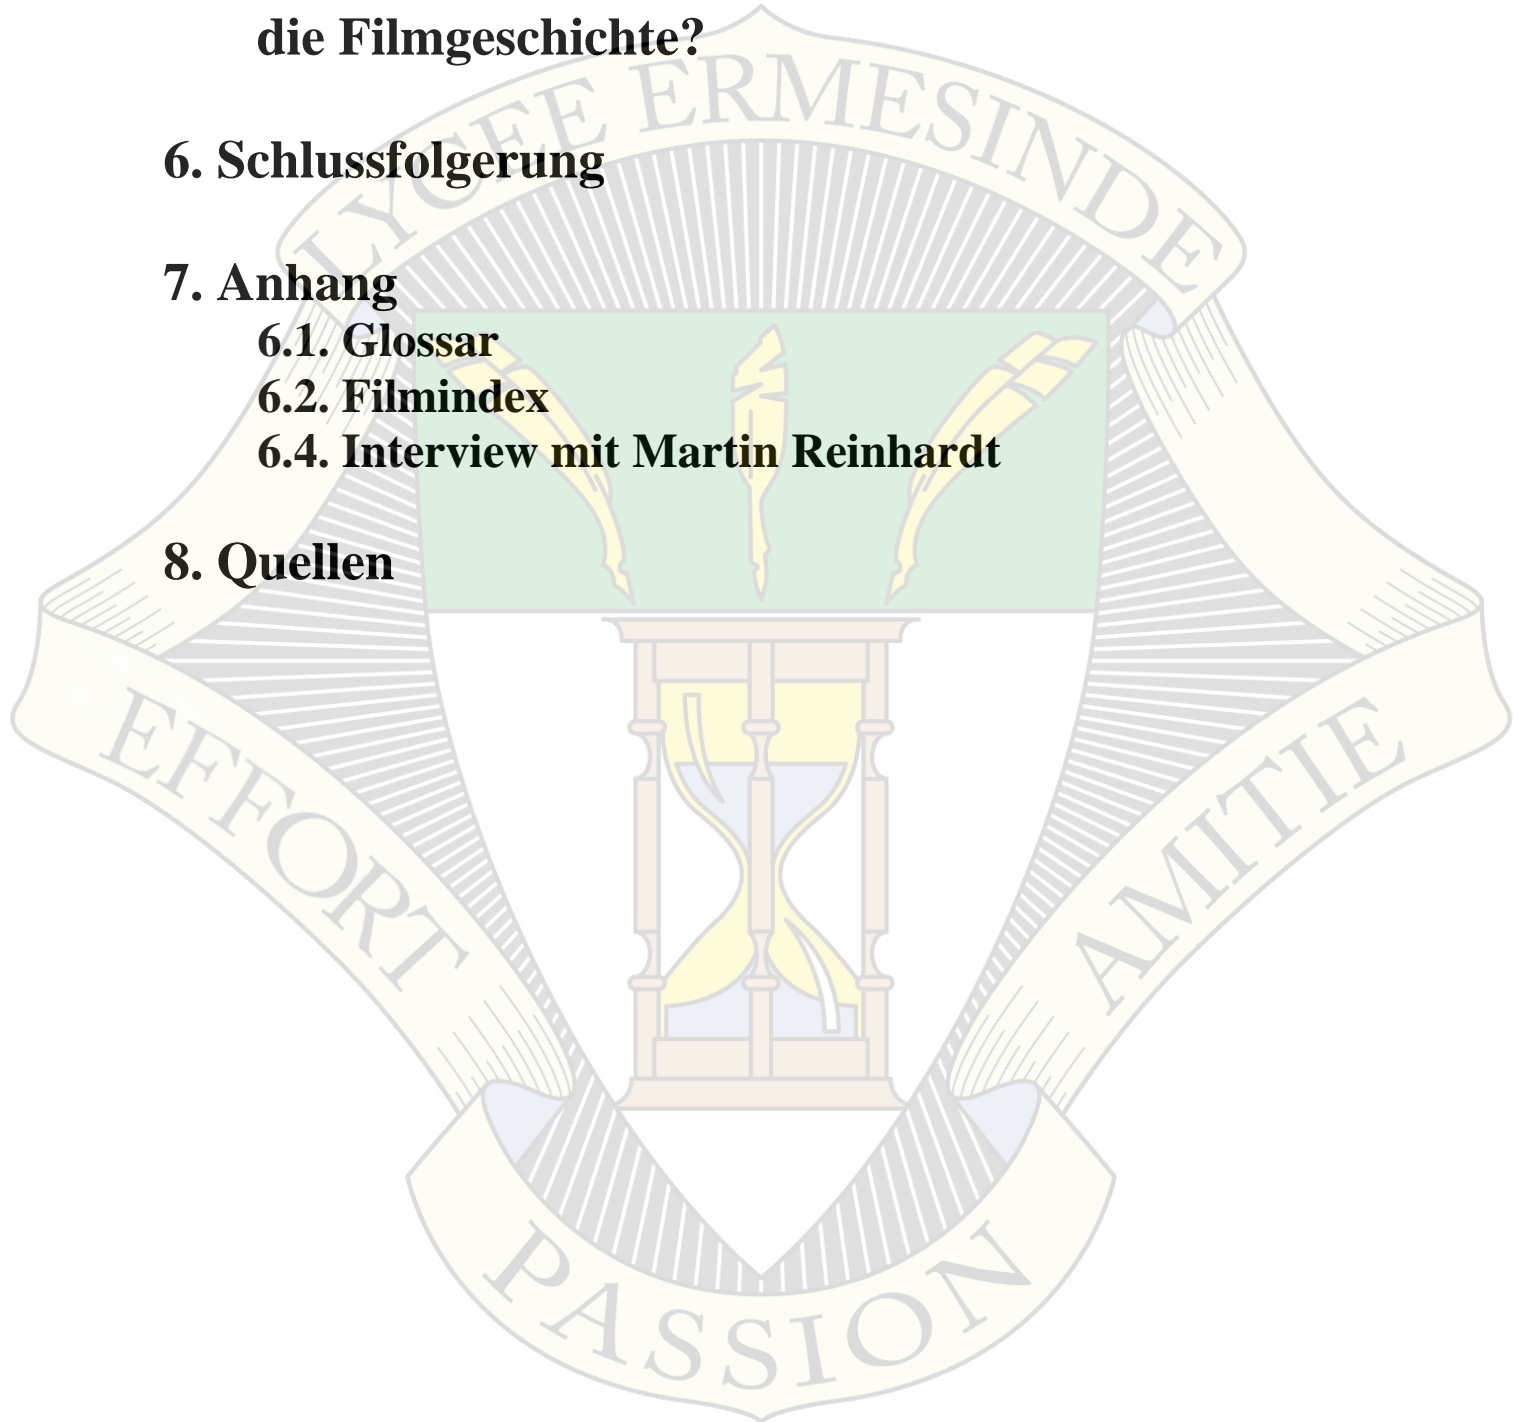 die Filmgeschichte?
LYCEE ERMESINDE
6. Schlussfolgerung
7. Anhang
6.1. Glossar
6.2. Filmindex
6.4. Interview mit Martin Reinhardt
8. Quellen
EFFORT
AMITIE
PASSION